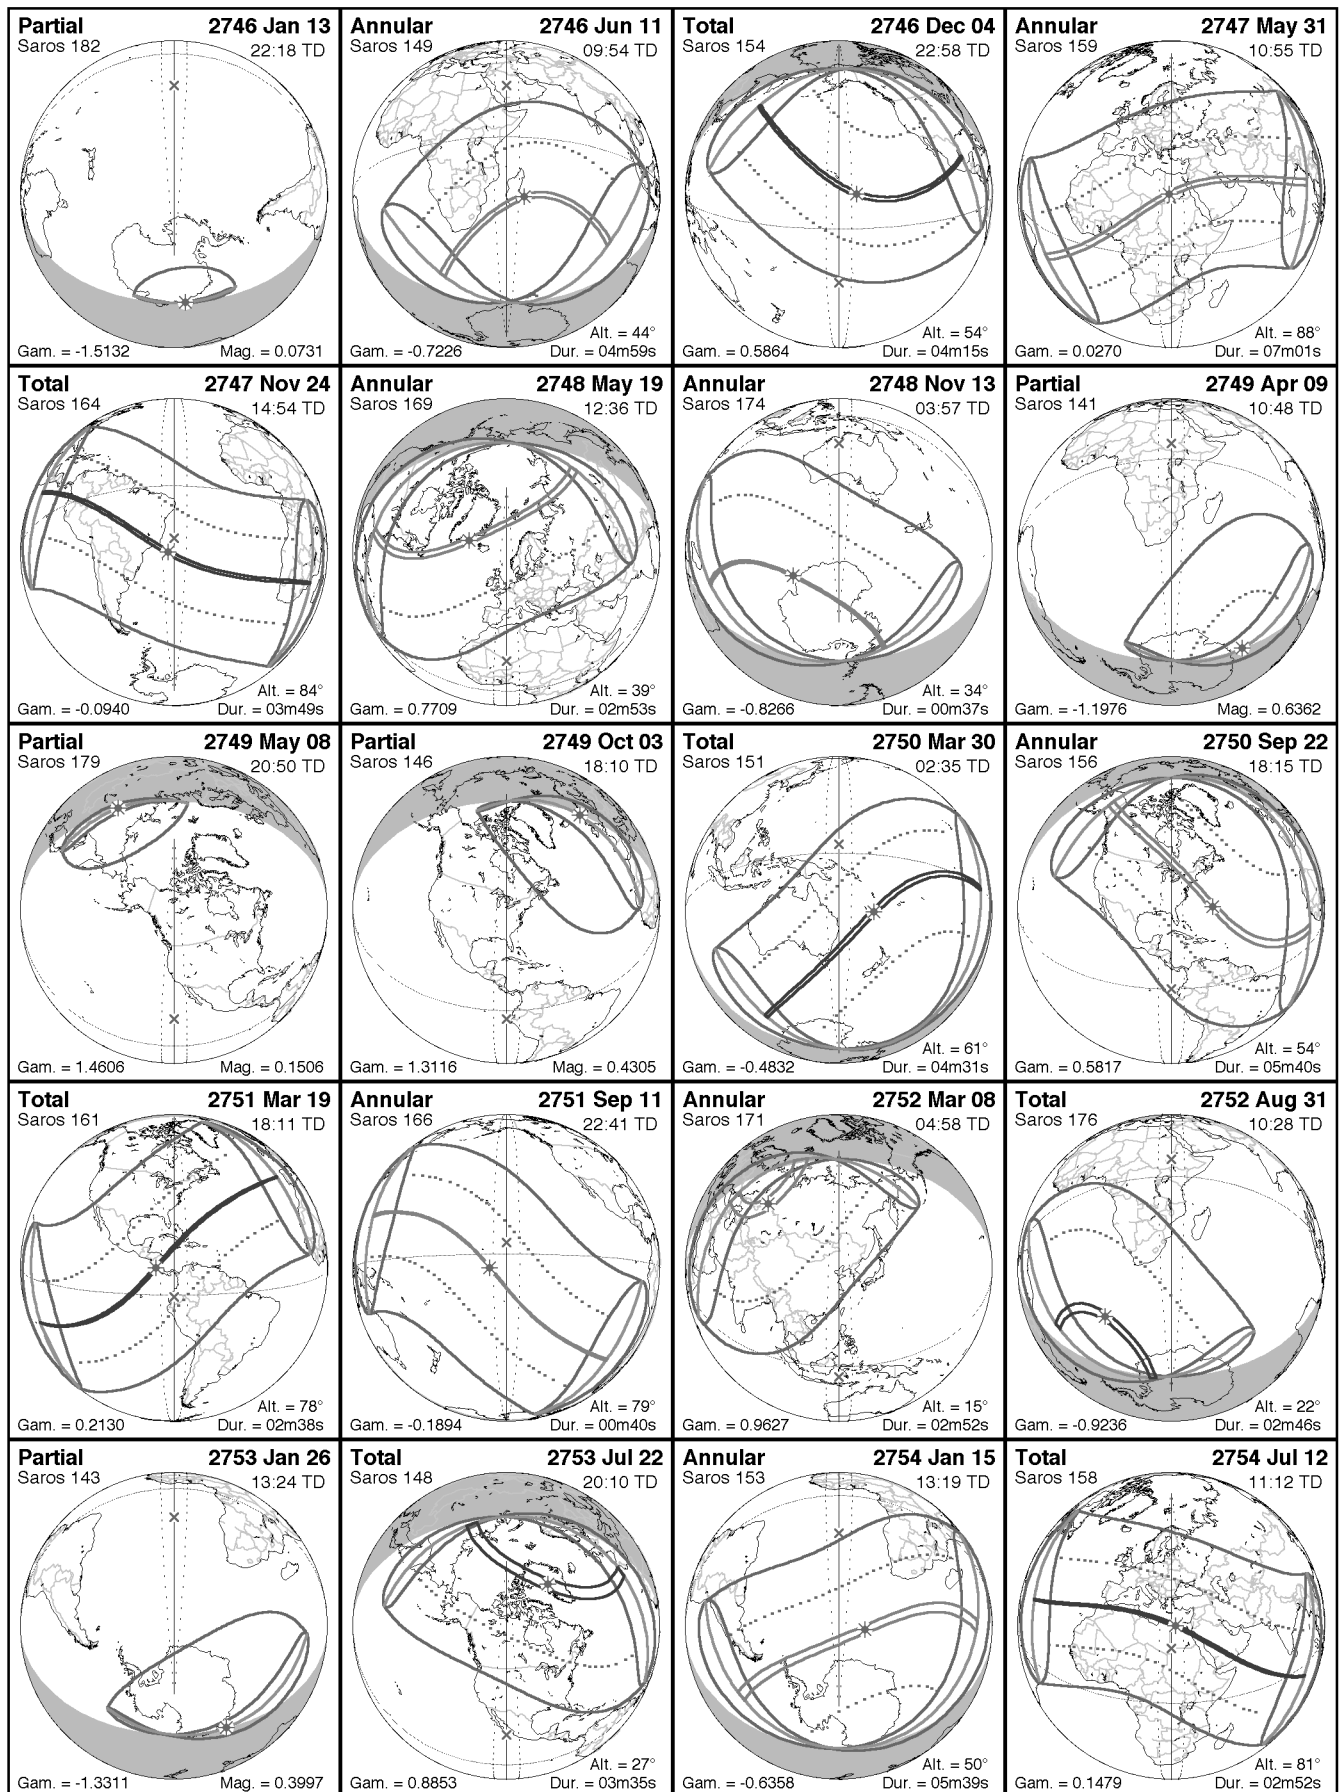 Partial 2746 Jan 13
Saros 182 22:18 TD
Gam. = -1.5132 Mag. = 0.0731
Annular 2746 Jun 11
Saros 149 09:54 TD
Alt. = 44°
Gam. = -0.7226 Dur. = 04m59s
Total 2746 Dec 04
Saros 154 22:58 TD
Alt. = 54°
Gam. = 0.5864 Dur. = 04m15s
Annular 2747 May 31
Saros 159 10:55 TD
Alt. = 88°
Gam. = 0.0270 Dur. = 07m01s
Total 2747 Nov 24
Saros 164 14:54 TD
Alt. = 84°
Gam. = -0.0940 Dur. = 03m49s
Annular 2748 May 19
Saros 169 12:36 TD
Alt. = 39°
Gam. = 0.7709 Dur. = 02m53s
Annular 2748 Nov 13
Saros 174 03:57 TD
Alt. = 34°
Gam. = -0.8266 Dur. = 00m37s
Partial 2749 Apr 09
Saros 141 10:48 TD
Gam. = -1.1976 Mag. = 0.6362
Partial 2749 May 08
Saros 179 20:50 TD
Gam. = 1.4606 Mag. = 0.1506
Partial 2749 Oct 03
Saros 146 18:10 TD
Gam. = 1.3116 Mag. = 0.4305
Total 2750 Mar 30
Saros 151 02:35 TD
Alt. = 61°
Gam. = -0.4832 Dur. = 04m31s
Annular 2750 Sep 22
Saros 156 18:15 TD
Alt. = 54°
Gam. = 0.5817 Dur. = 05m40s
Total 2751 Mar 19
Saros 161 18:11 TD
Alt. = 78°
Gam. = 0.2130 Dur. = 02m38s
Annular 2751 Sep 11
Saros 166 22:41 TD
Alt. = 79°
Gam. = -0.1894 Dur. = 00m40s
Annular 2752 Mar 08
Saros 171 04:58 TD
Alt. = 15°
Gam. = 0.9627 Dur. = 02m52s
Total 2752 Aug 31
Saros 176 10:28 TD
Alt. = 22°
Gam. = -0.9236 Dur. = 02m46s
Partial 2753 Jan 26
Saros 143 13:24 TD
Gam. = -1.3311 Mag. = 0.3997
Total 2753 Jul 22
Saros 148 20:10 TD
Alt. = 27°
Gam. = 0.8853 Dur. = 03m35s
Annular 2754 Jan 15
Saros 153 13:19 TD
Alt. = 50°
Gam. = -0.6358 Dur. = 05m39s
Total 2754 Jul 12
Saros 158 11:12 TD
Alt. = 81°
Gam. = 0.1479 Dur. = 02m52s